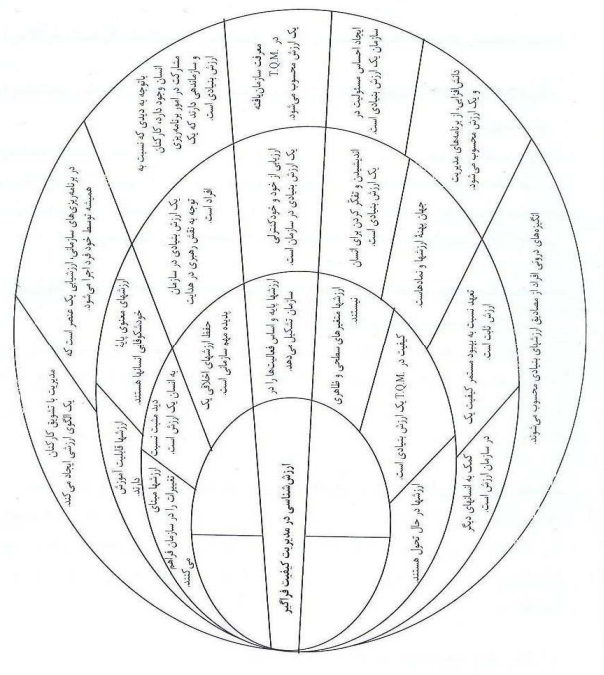 ارزش‌شناسی در مدیریت کیفیت فراگیر
ارزشها مبنای
تغییرات را در سازمان فراهم
می‌کنند.
دید مثبت نسبت
به انسان یک ارزش است.
حفظ ارزشهای اخلاقی یک
پدیده مهم سازمانی است.
ارزشها پایه و اساس فعالیت‌ها را در
سازمان تشکیل می‌دهد.
ارزشها متغیرهای سطحی و ظاهری
نیستند.
کیفیت در T.Q.M. یک ارزش بنیادی است.
ارزشها در حال تحول هستند.
ارزشها قابلیت آموزش
دارند.
ارزشهای معنوی پایهٔ
خودشکوفایی انسانها هستند.
یک ارزش بنیادی در سازمان
توجه به نقش رهبری در هدایت
افراد است.
ارزیابی از خود و خودکنترلی
یک ارزش بنیادی در سازمان است.
اندیشیدن و تفکّر کردن برای انسان
یک ارزش بنیادی است.
جهان پهنهٔ ارزشها و نمادهاست
تعهد نسبت به بهبود مستمر کیفیت یک
ارزش ثابت است.
کمک به انسانهای دیگر
در سازمان ارزش است.
مدیریت با تشویق کارکنان
یک الگوی ارزشی ایجاد می‌کند.
در برنامه‌ریزی‌های سازمانی، ارزشیابی یک عنصر است که
همیشه توسط خود فرد اجرا می‌شود.
باتوجه به دیدی که نسبت به
انسان وجود دارد، کارکنان
مشارکت در امور برنامه‌ریزی
و سازماندهی دارند که یک
ارزش بنیادی است.
معرفت سازمان‌یافته
در T.Q.M.
یک ارزش محسوب می‌شود.
ایجاد احساس مسئولیت در
سازمان یک ارزش بنیادی است.
دانش‌افزایی، از برنامه‌های مدیریت
و یک ارزش محسوب می‌شود.
انگیزه‌های درونی افراد از مصادیق ارزشهای بنیادی محسوب می‌شوند.